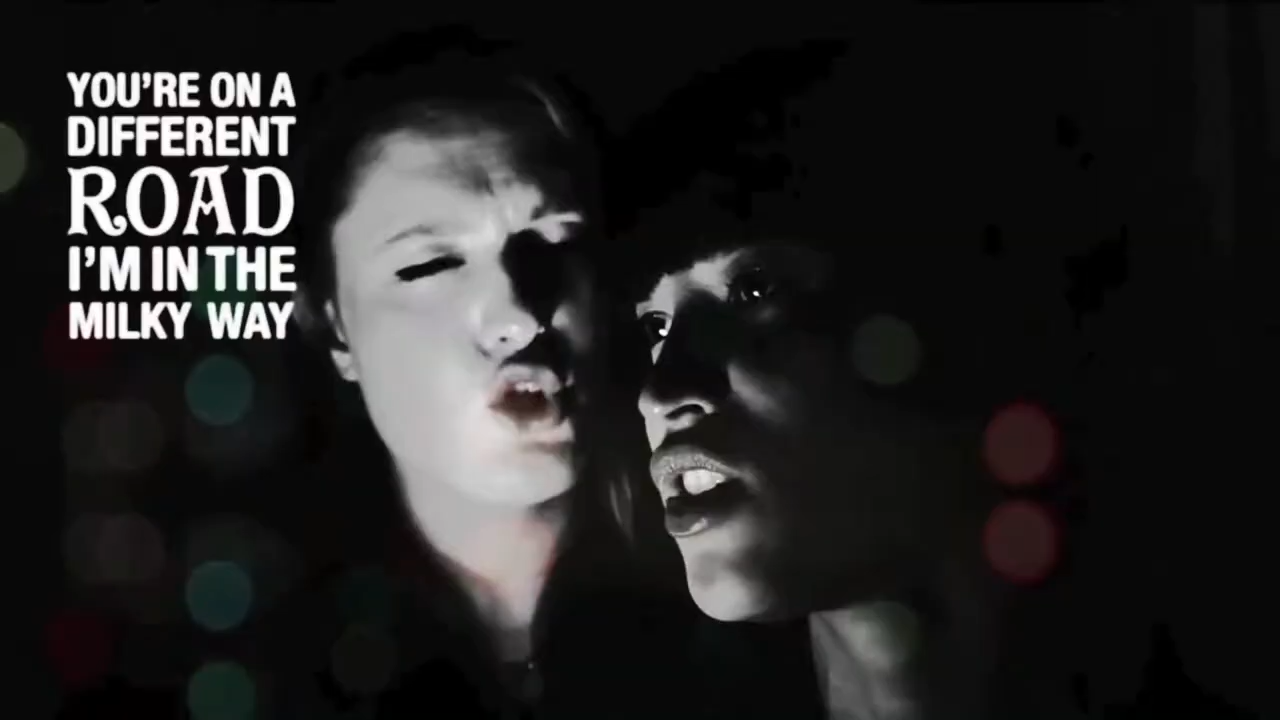 YOU'RE ON A
DIFFERENT
ROAD
I'M IN THE
MILKY WAY